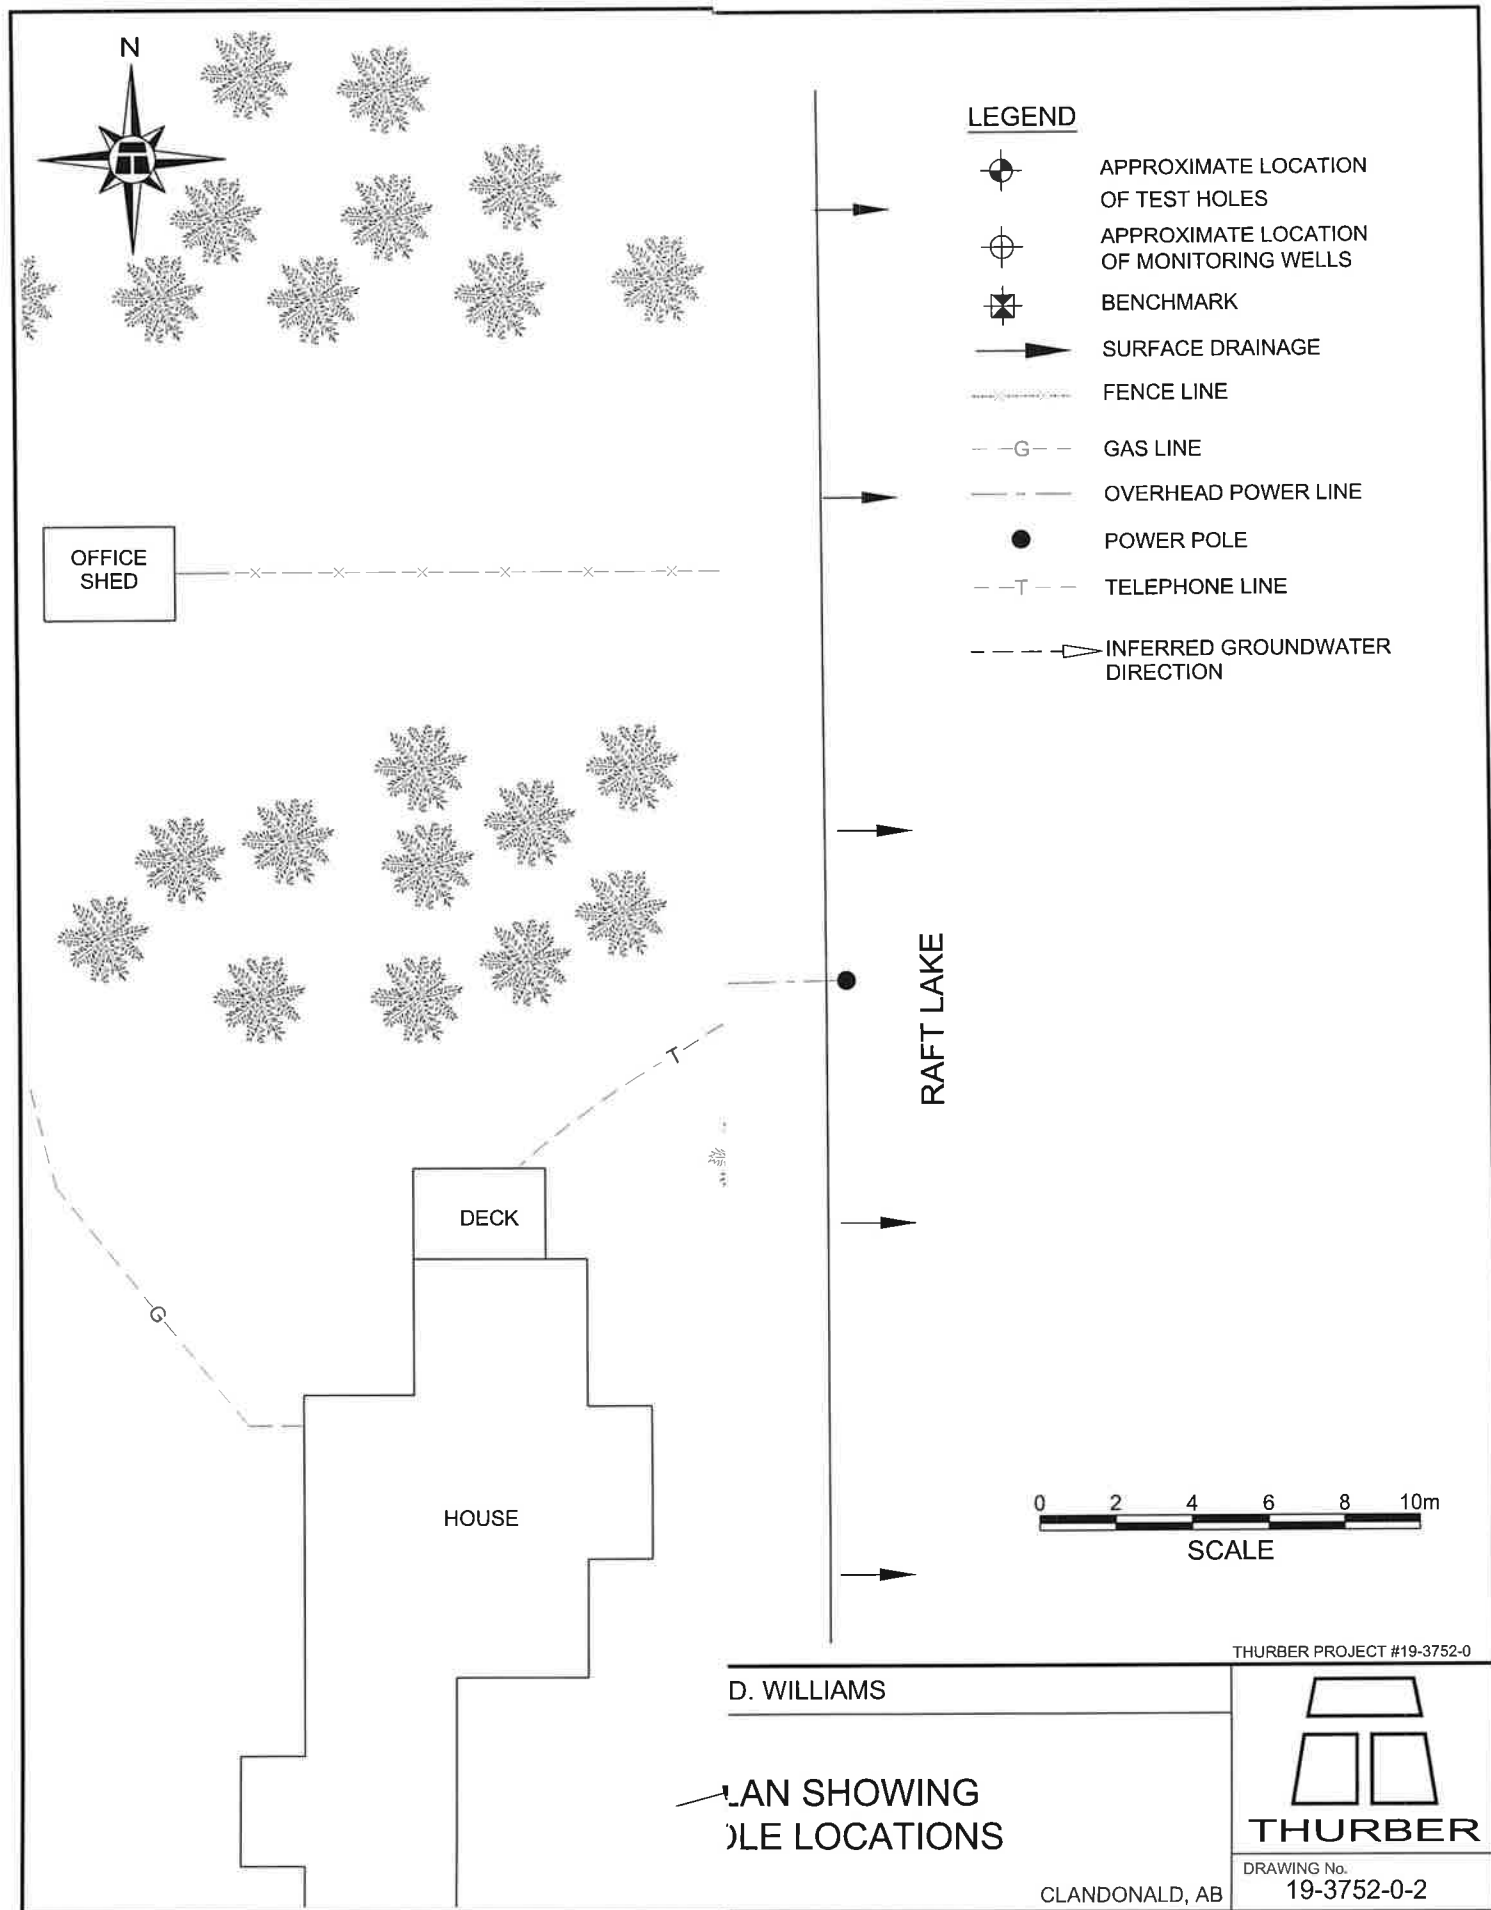 N
LEGEND
APPROXIMATE LOCATION
OF TEST HOLES
APPROXIMATE LOCATION
OF MONITORING WELLS
BENCHMARK
SURFACE DRAINAGE
FENCE LINE
G
GAS LINE
OVERHEAD POWER LINE
POWER POLE
T
TELEPHONE LINE
INFERRED GROUNDWATER
DIRECTION
OFFICE
SHED
RAFT LAKE
T
DECK
G
HOUSE
0 2 4 6 8 10m
SCALE
THURBER PROJECT #19-3752-0
D. WILLIAMS
LAN SHOWING
LE LOCATIONS
CLANDONALD, AB
THURBER
DRAWING No.
19-3752-0-2